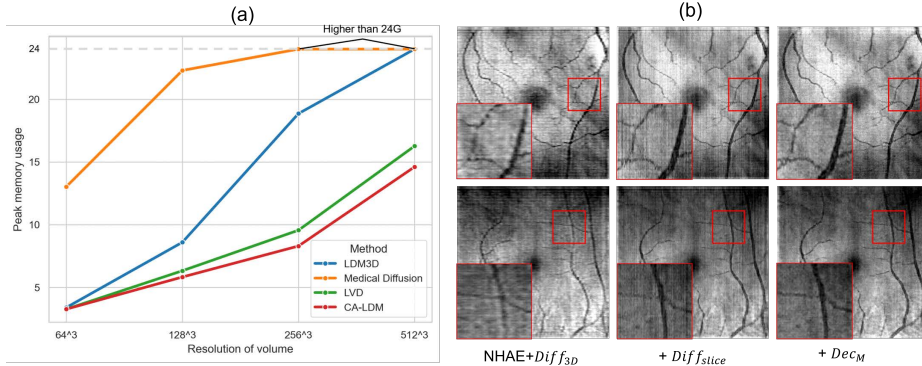 (a)
Higher than 24G
24
20
15
10
5
Peak memory usage
Method
LDM3D
Medical Diffusion
LVD
CA-LDM
64^3
128^3
256^3
512^3
Resolution of volume
(b)
NHAE+Diff3D
+ Diffslice
+ DecM